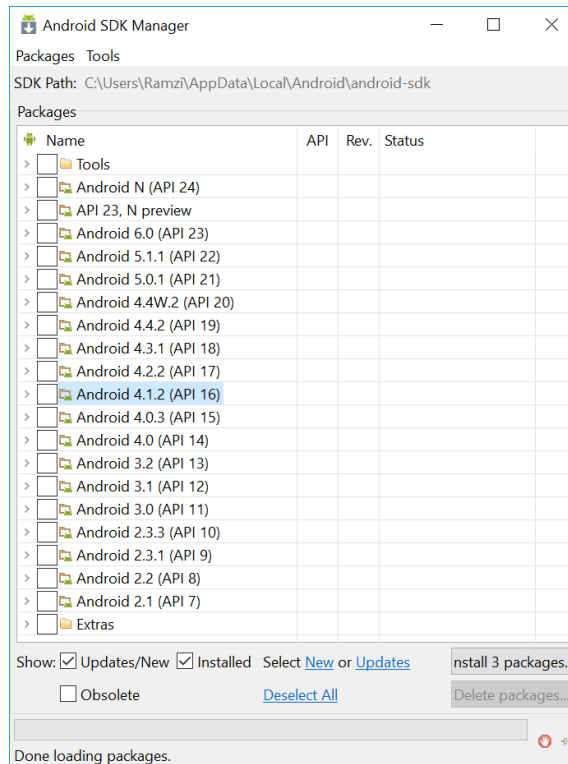 Android SDK Manager
Packages Tools
SDK Path: C:\Users\Ramzi\AppData\Local\Android\android-sdk
Packages
Name API Rev. Status
Tools
Android N (API 24)
API 23, N preview
Android 6.0 (API 23)
Android 5.1.1 (API 22)
Android 5.0.1 (API 21)
Android 4.4W.2 (API 20)
Android 4.4.2 (API 19)
Android 4.3.1 (API 18)
Android 4.2.2 (API 17)
Android 4.1.2 (API 16)
Android 4.0.3 (API 15)
Android 4.0 (API 14)
Android 3.2 (API 13)
Android 3.1 (API 12)
Android 3.0 (API 11)
Android 2.3.3 (API 10)
Android 2.3.1 (API 9)
Android 2.2 (API 8)
Android 2.1 (API 7)
Extras
Show: Updates/New Installed Select New or Updates nstall 3 packages.
Obsolete Deselect All Delete packages...
Done loading packages.